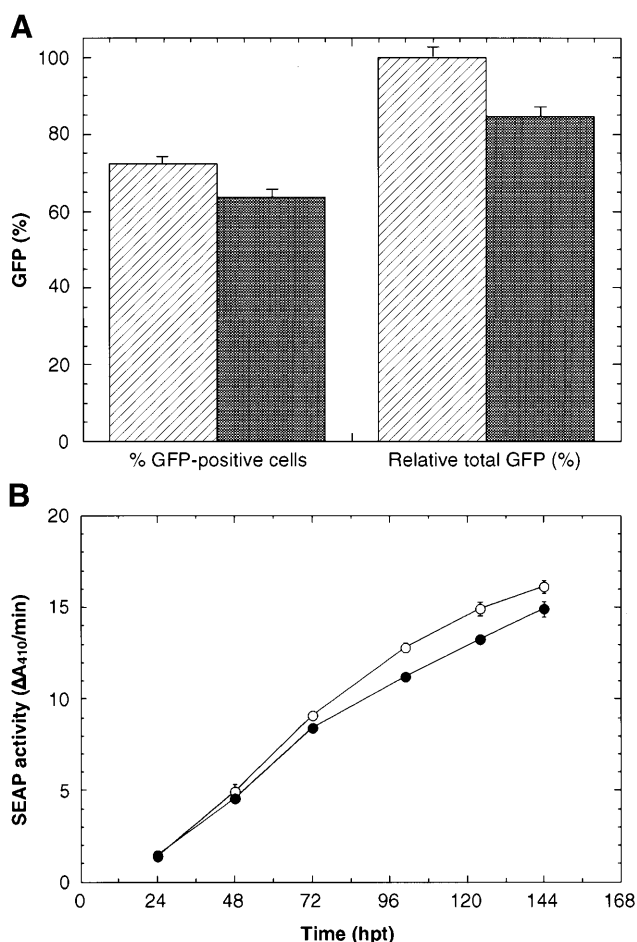 A
100
80
60
40
20
0
GFP (%)
% GFP-positive cells Relative total GFP (%)
B
20
15
10
5
0
SEAP activity (ΔA410/min)
0 24 48 72 96 120 144 168
Time (hpt)